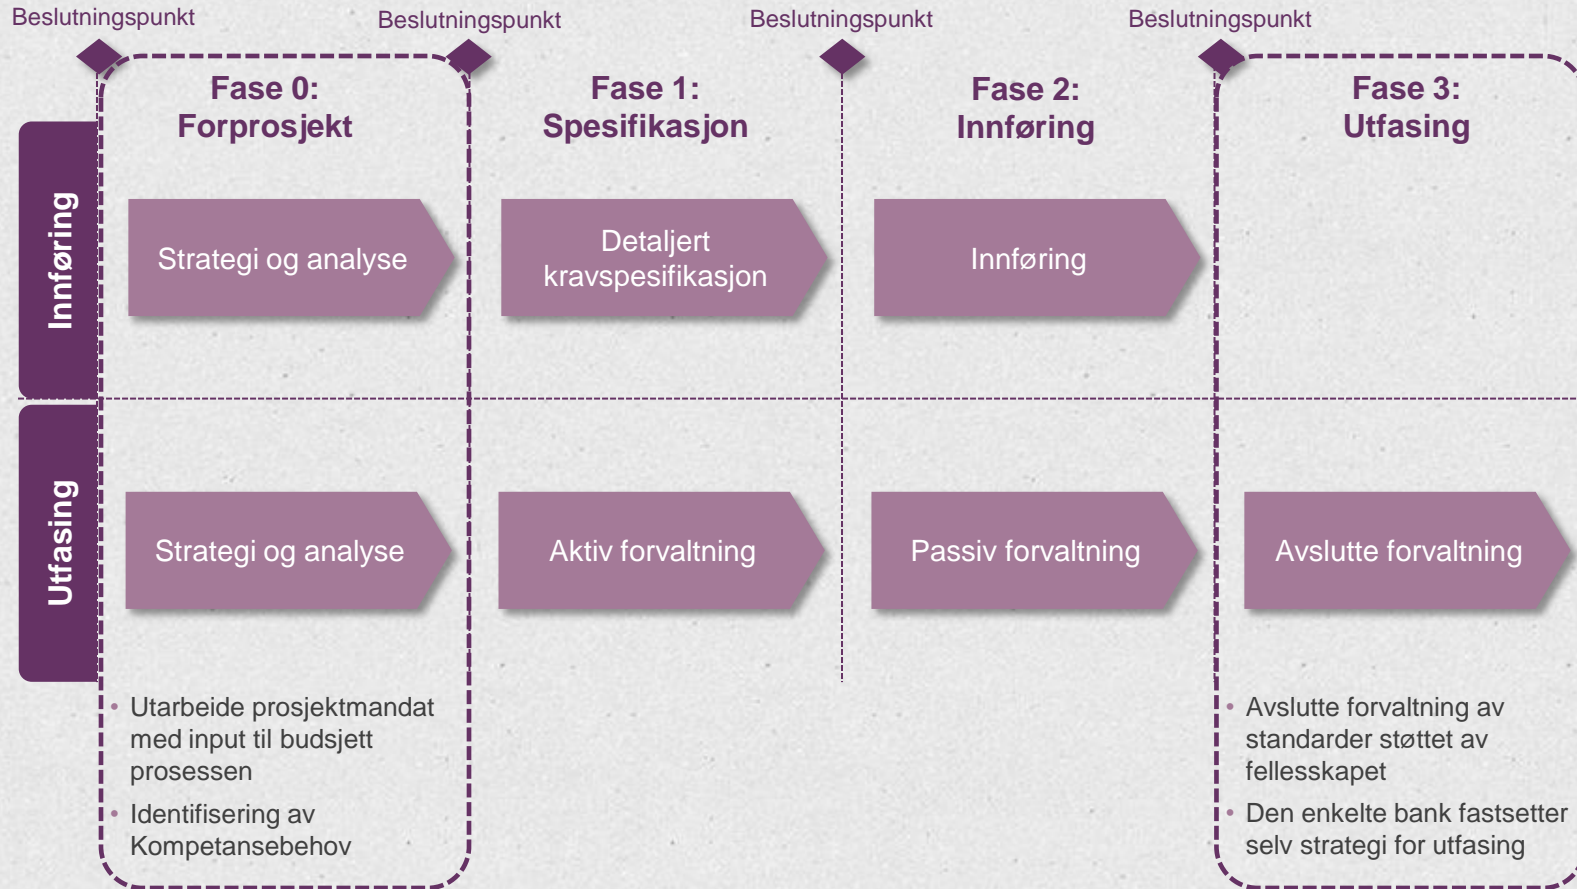 Beslutningspunkt
Beslutningspunkt
Beslutningspunkt
Beslutningspunkt
Fase 0:
Forprosjekt
Fase 1:
Spesifikasjon
Fase 2:
Innføring
Fase 3:
Utfasing
Innføring
Strategi og analyse
Detaljert
kravspesifikasjon
Innføring
Utfasing
Strategi og analyse
Aktiv forvaltning
Passiv forvaltning
Avslutte forvaltning
• Utarbeide prosjektmandat
med input til budsjett
prosessen
• Identifisering av
Kompetansebehov
• Avslutte forvaltning av
standarder støttet av
fellesskapet
• Den enkelte bank fastsetter
selv strategi for utfasing